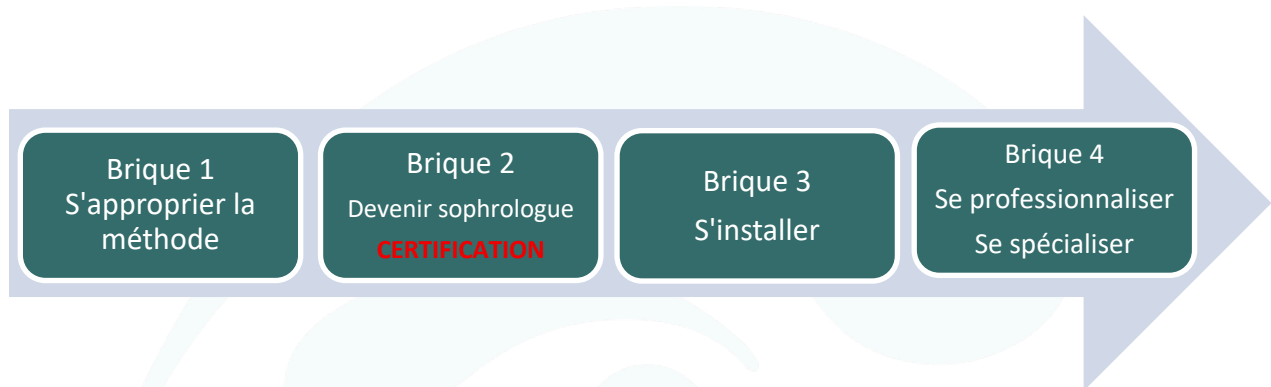 Brique 1
S'approprier la
méthode
Brique 2
Devenir sophrologue
CERTIFICATION
Brique 3
S'installer
Brique 4
Se professionnaliser
Se spécialiser